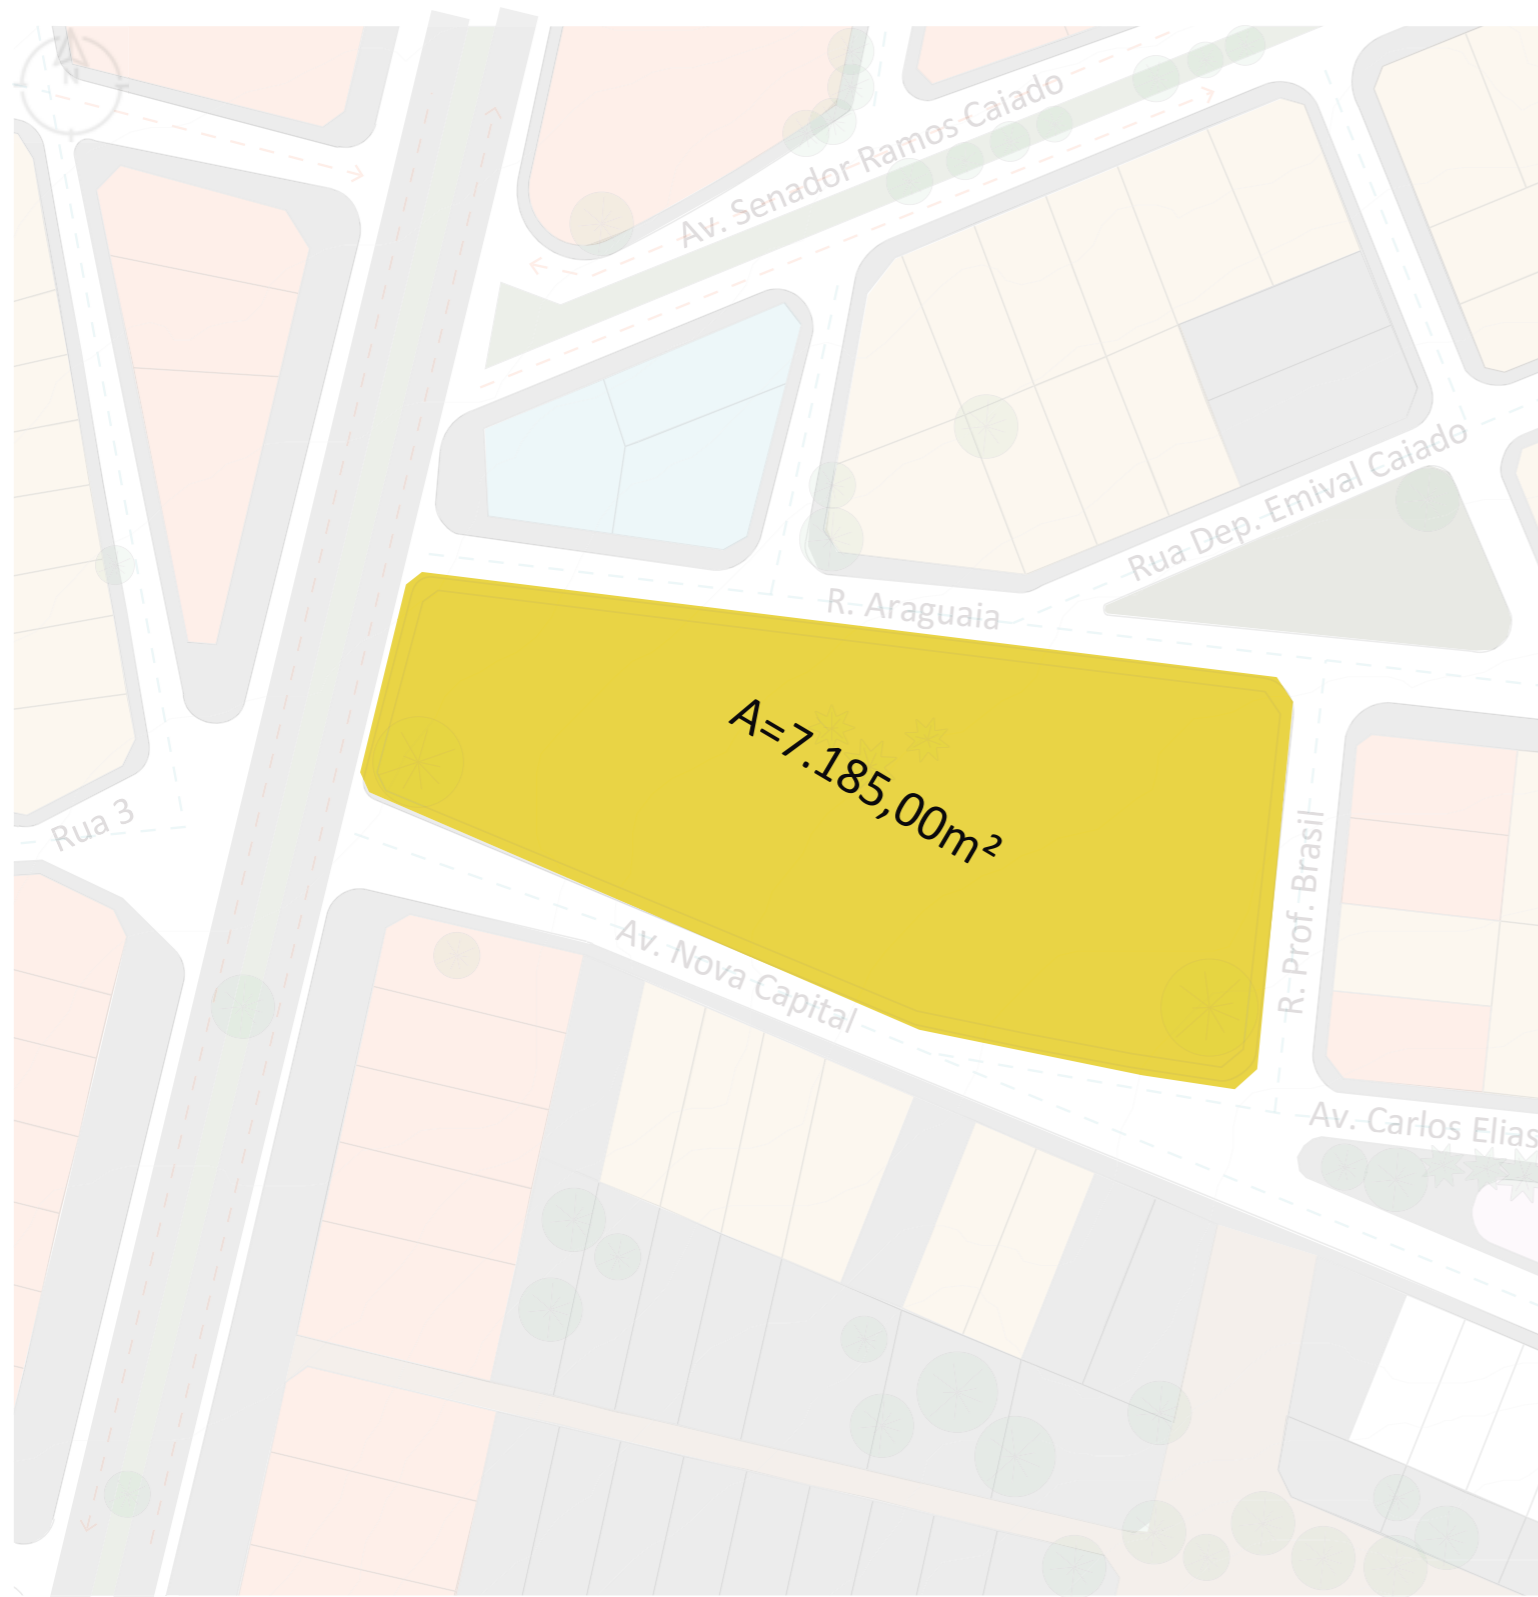 N
Av. Senador Ramos Caiado
Rua Dep. Emival Caiado
R. Araguaia
A=7.185,00m²
Rua 3
R. Prof. Brasil
Av. Nova Capital
Av. Carlos Elias